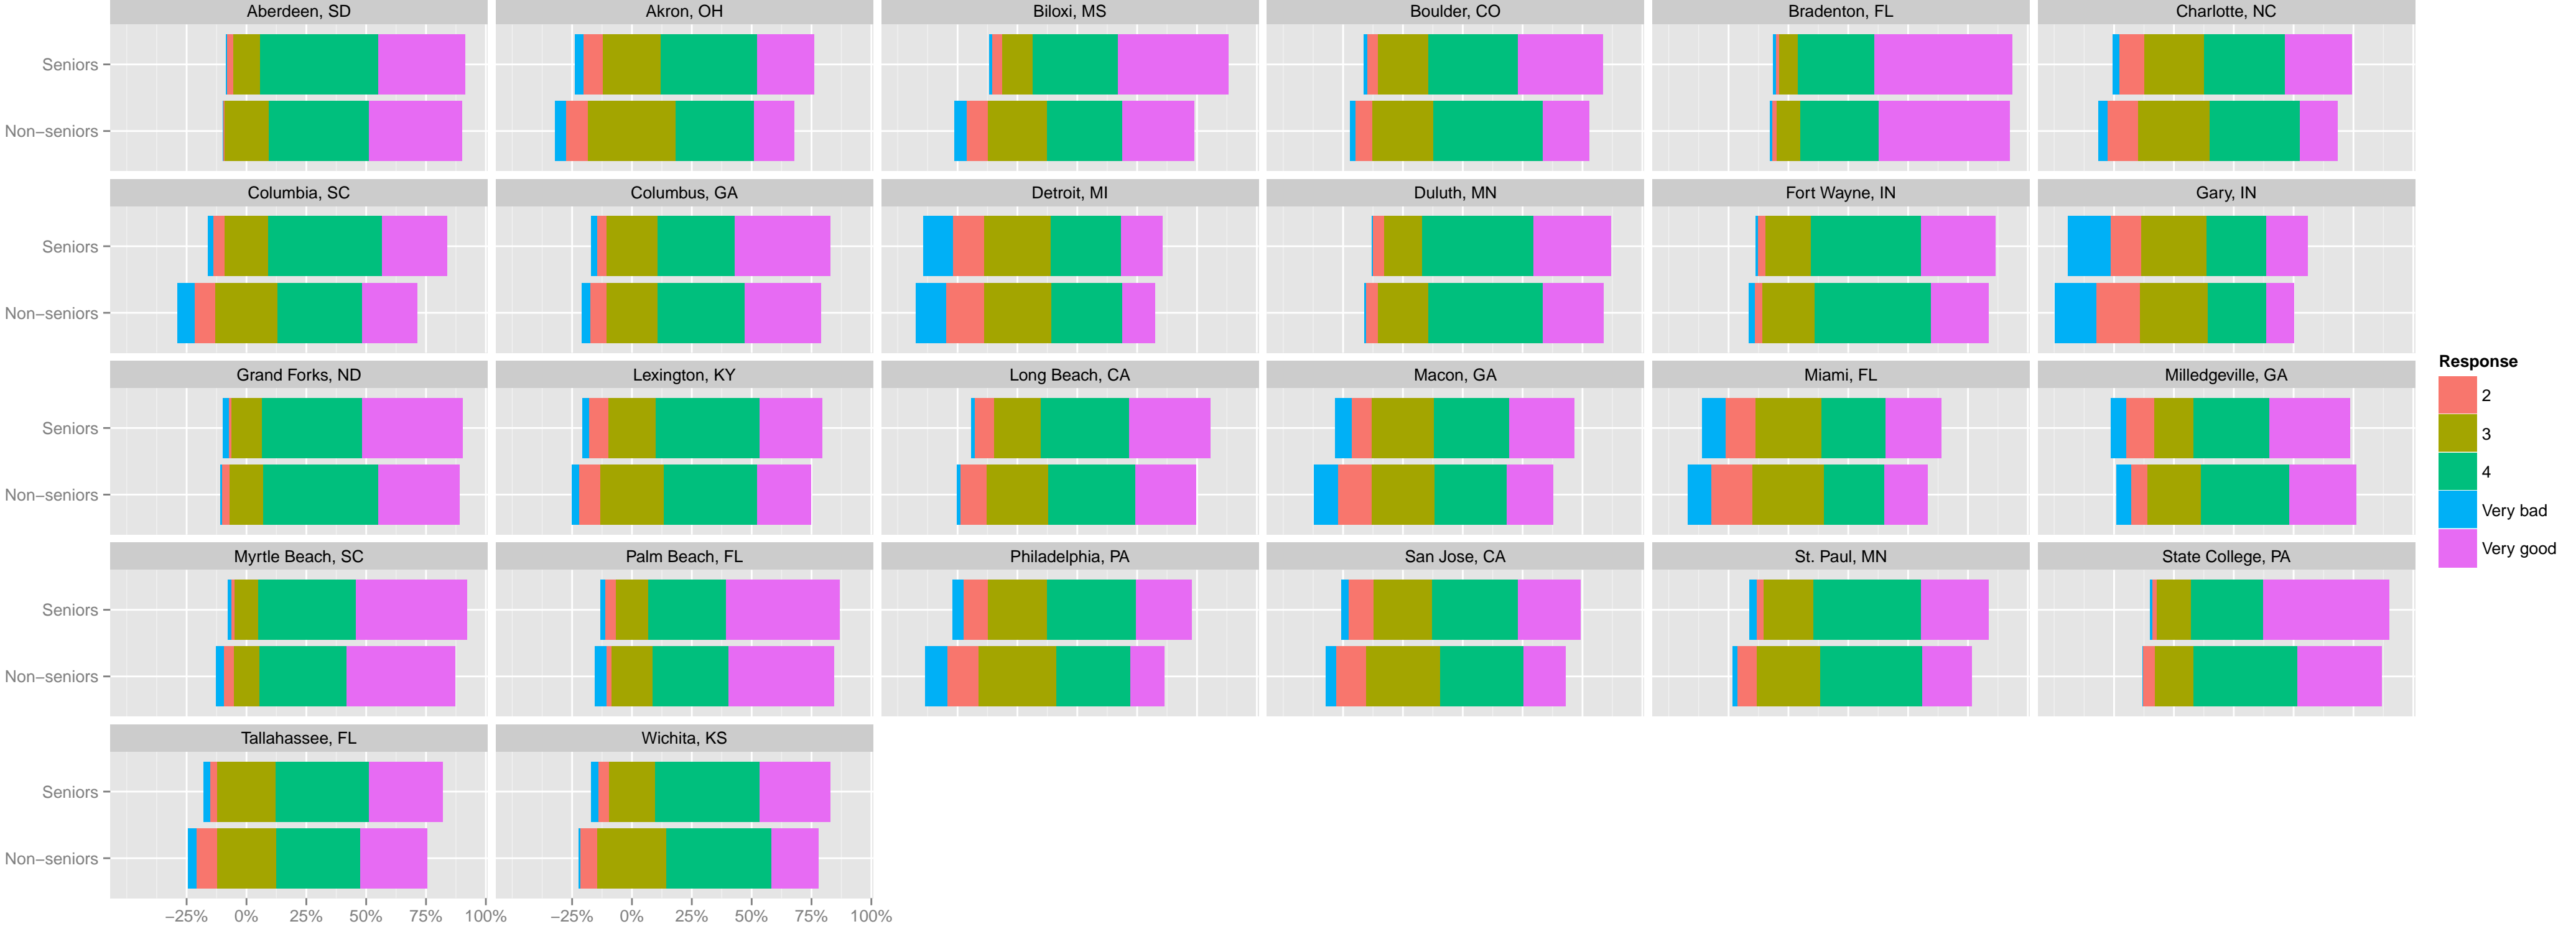 Aberdeen, SD
Akron, OH
Biloxi, MS
Boulder, CO
Bradenton, FL
Charlotte, NC
Seniors
Non−seniors
Columbia, SC
Columbus, GA
Detroit, MI
Duluth, MN
Fort Wayne, IN
Gary, IN
Seniors
Non−seniors
Grand Forks, ND
Lexington, KY
Long Beach, CA
Macon, GA
Miami, FL
Milledgeville, GA
Seniors
Non−seniors
Myrtle Beach, SC
Palm Beach, FL
Philadelphia, PA
San Jose, CA
St. Paul, MN
State College, PA
Seniors
Non−seniors
Tallahassee, FL
Wichita, KS
Seniors
Non−seniors
−25% 0% 25% 50% 75% 100%
−25% 0% 25% 50% 75% 100%
Response
2
3
4
Very bad
Very good